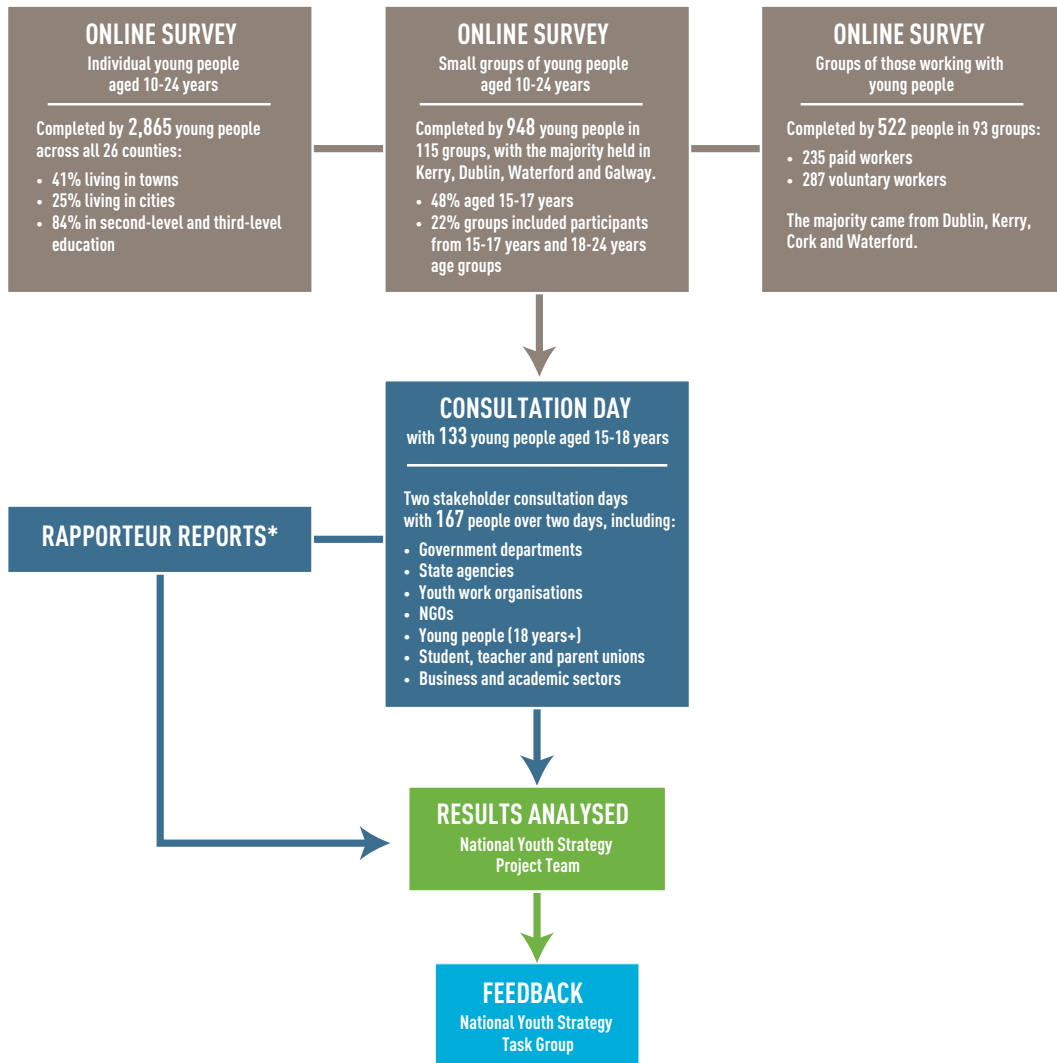 ONLINE SURVEY
Individual young people
aged 10-24 years
Completed by 2,865 young people
across all 26 counties:
• 41% living in towns
• 25% living in cities
• 84% in second-level and third-level
education
ONLINE SURVEY
Small groups of young people
aged 10-24 years
Completed by 948 young people in
115 groups, with the majority held in
Kerry, Dublin, Waterford and Galway.
• 48% aged 15-17 years
• 22% groups included participants
from 15-17 years and 18-24 years
age groups
ONLINE SURVEY
Groups of those working with
young people
Completed by 522 people in 93 groups:
• 235 paid workers
• 287 voluntary workers
The majority came from Dublin, Kerry,
Cork and Waterford.
CONSULTATION DAY
with 133 young people aged 15-18 years
Two stakeholder consultation days
with 167 people over two days, including:
• Government departments
• State agencies
• Youth work organisations
• NGOs
• Young people (18 years+)
• Student, teacher and parent unions
• Business and academic sectors
RAPPORTEUR REPORTS*
RESULTS ANALYSED
National Youth Strategy
Project Team
FEEDBACK
National Youth Strategy
Task Group